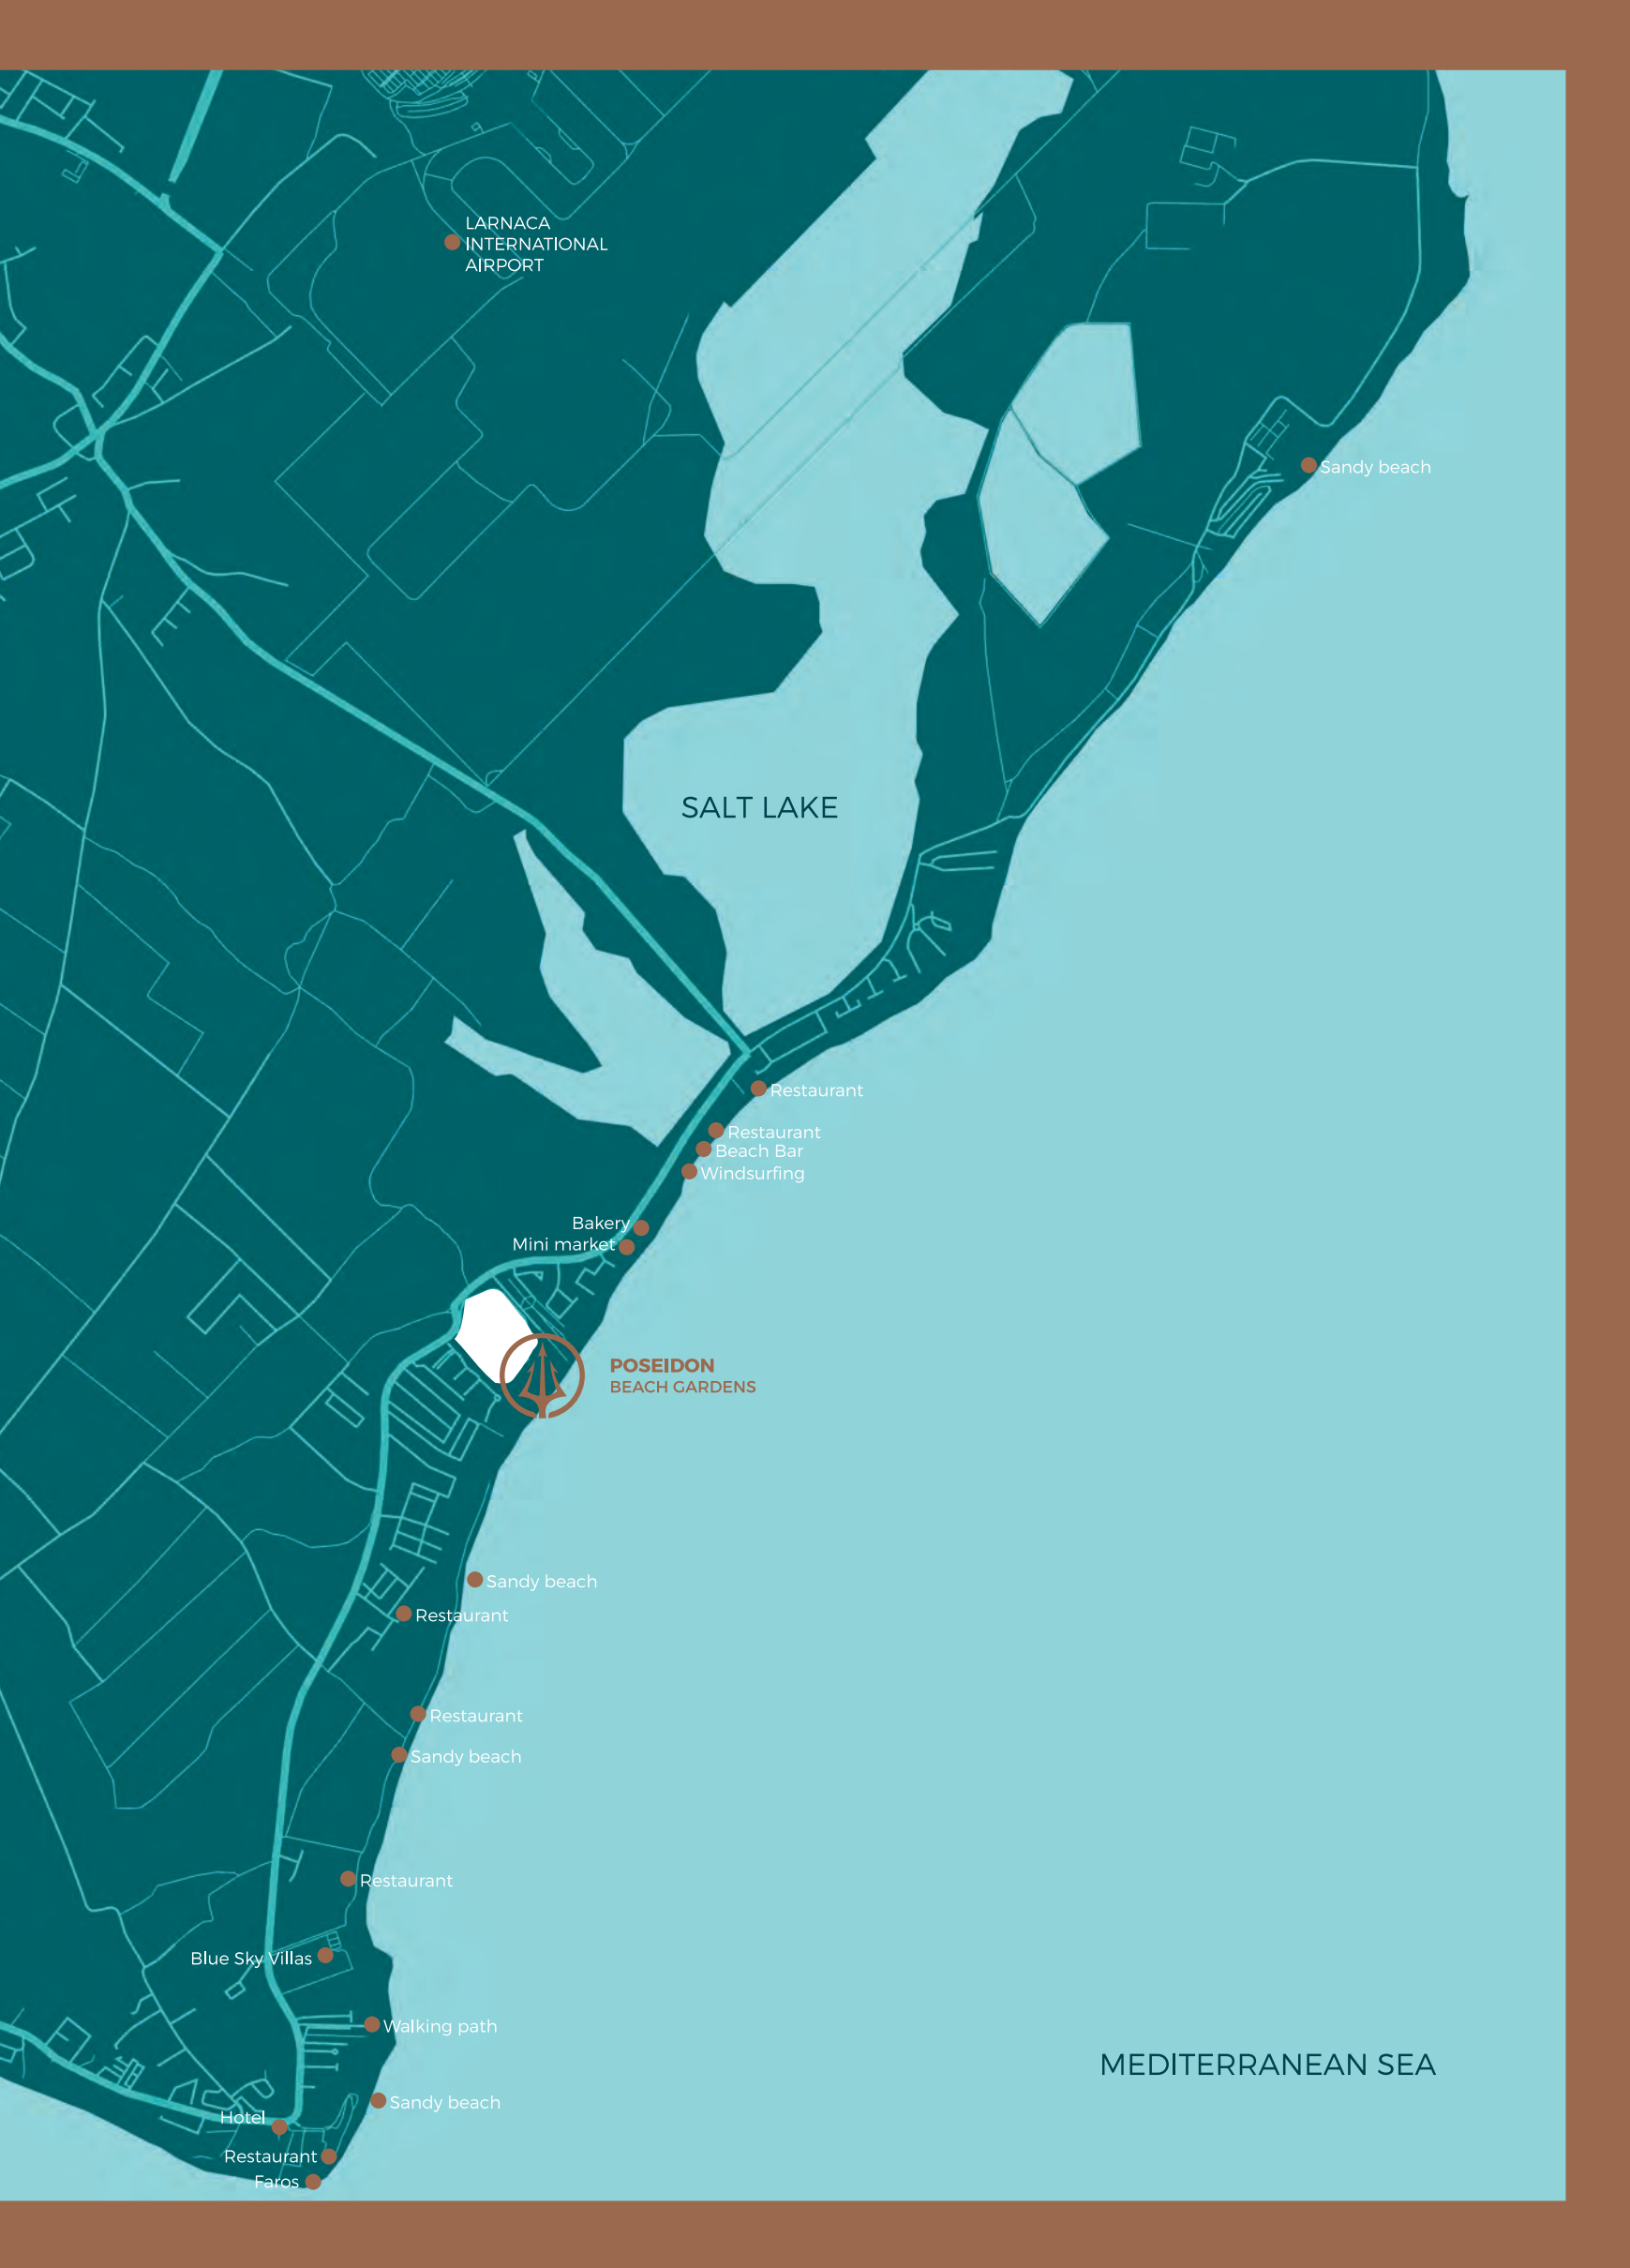 LARNACA
INTERNATIONAL
AIRPORT
Sandy beach
SALT LAKE
Restaurant
Restaurant
Beach Bar
Windsurfing
Bakery
Mini market
POSEIDON
BEACH GARDENS
Sandy beach
Restaurant
Restaurant
Sandy beach
Restaurant
Blue Sky Villas
Walking path
MEDITERRANEAN SEA
Sandy beach
Hotel
Restaurant
Faros